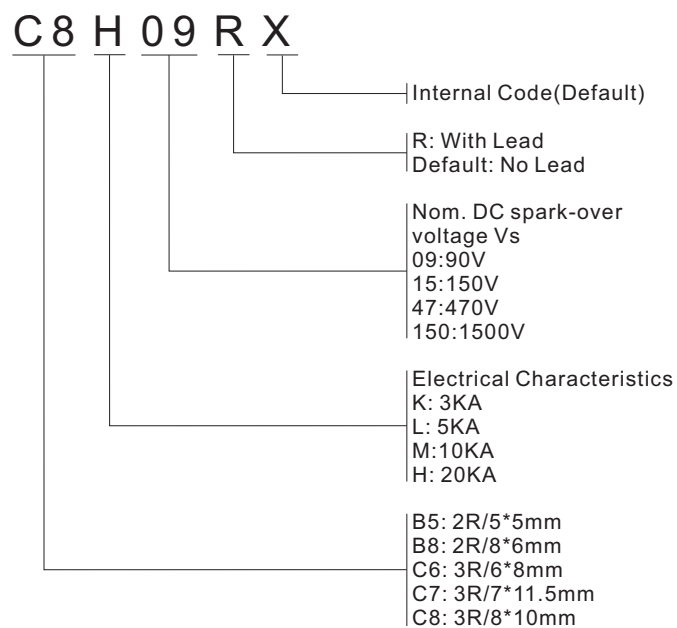 C8 H 09 R X
Internal Code(Default)
R: With Lead
Default: No Lead
Nom. DC spark-over
voltage Vs
09:90V
15:150V
47:470V
150:1500V
Electrical Characteristics
K: 3KA
L: 5KA
M:10KA
H: 20KA
B5: 2R/5*5mm
B8: 2R/8*6mm
C6: 3R/6*8mm
C7: 3R/7*11.5mm
C8: 3R/8*10mm